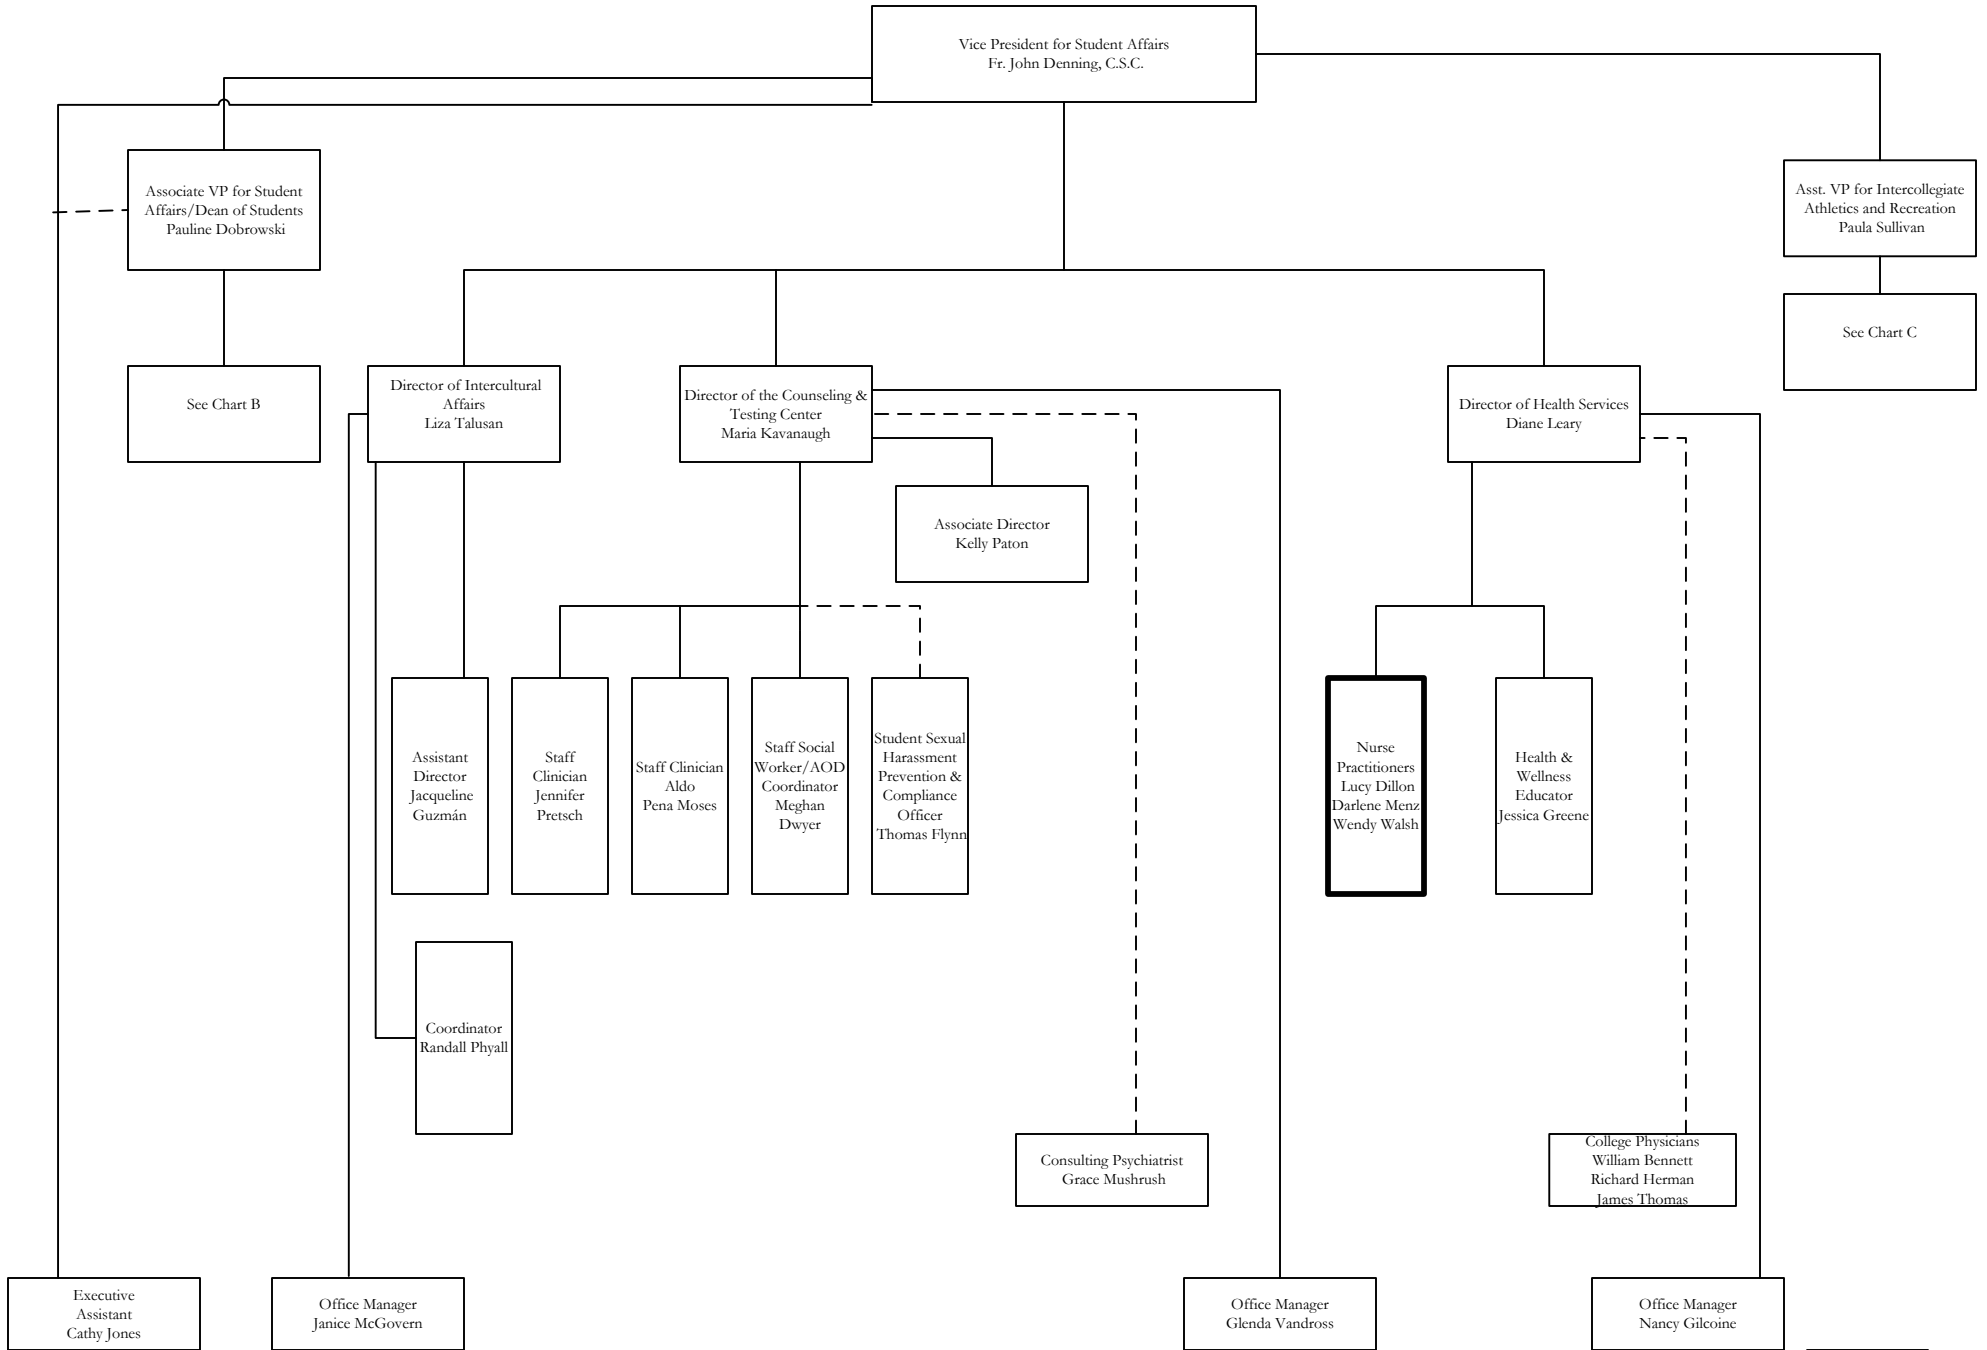 Vice President for Student Affairs
Fr. John Denning, C.S.C.
Associate VP for Student
Affairs/Dean of Students
Pauline Dobrowski
Asst. VP for Intercollegiate
Athletics and Recreation
Paula Sullivan
See Chart C
See Chart B
Director of Intercultural
Affairs
Liza Talusan
Director of the Counseling &
Testing Center
Maria Kavanaugh
Director of Health Services
Diane Leary
Associate Director
Kelly Paton
Assistant
Director
Jacqueline
Guzmán
Staff
Clinician
Jennifer
Pretsch
Staff Clinician
Aldo
Pena Moses
Staff Social
Worker/AOD
Coordinator
Meghan
Dwyer
Student Sexual
Harassment
Prevention &
Compliance
Officer
Thomas Flynn
Nurse
Practitioners
Lucy Dillon
Darlene Menz
Wendy Walsh
Health &
Wellness
Educator
Jessica Greene
Coordinator
Randall Phyall
Consulting Psychiatrist
Grace Mushrush
College Physicians
William Bennett
Richard Herman
James Thomas
Executive
Assistant
Cathy Jones
Office Manager
Janice McGovern
Office Manager
Glenda Vandross
Office Manager
Nancy Gilcoine